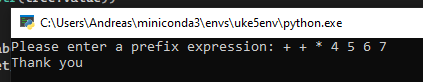 C:\Users\Andreas\miniconda3\envs\uke5env\python.exe
Please enter a prefix expression: + + * 4 5 6 7
Thank you